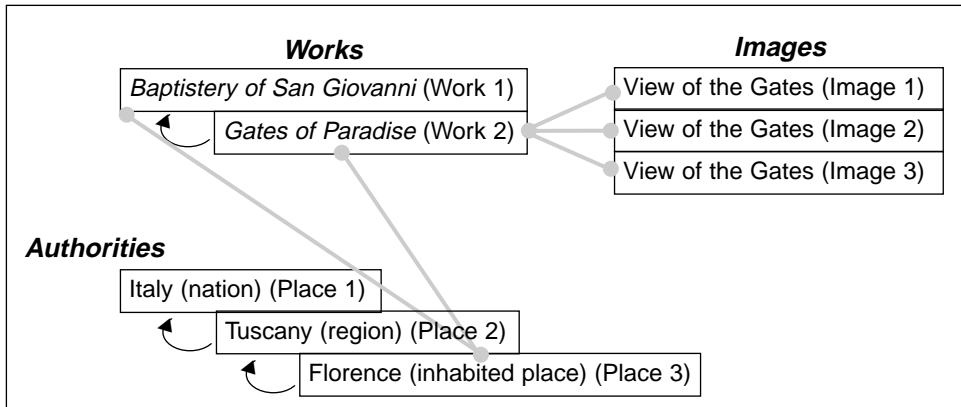 Works
Baptistery of San Giovanni (Work 1)
Gates of Paradise (Work 2)
Images
View of the Gates (Image 1)
View of the Gates (Image 2)
View of the Gates (Image 3)
Authorities
Italy (nation) (Place 1)
Tuscany (region) (Place 2)
Florence (inhabited place) (Place 3)